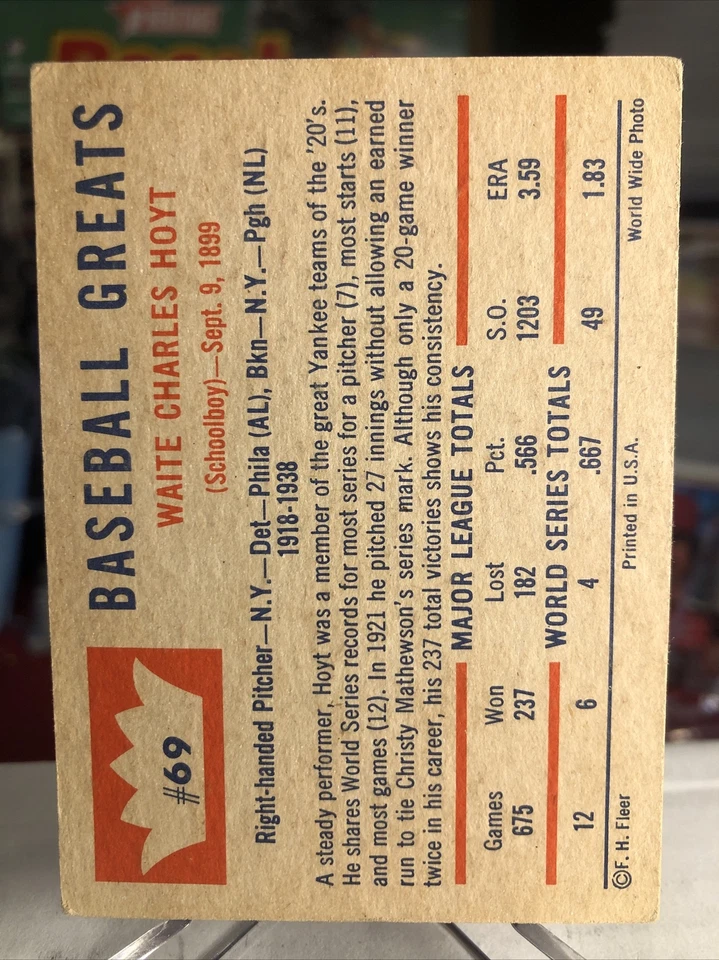 #69
BASEBALL GREATS
WAITE CHARLES HOYT
(Schoolboy)—Sept. 9, 1899
Right-handed Pitcher—N.Y.—Det—Phila (AL), Bkn—N.Y.—Pgh (NL)
1918-1938
A steady performer, Hoyt was a member of the great Yankee teams of the '20's.
He shares World Series records for most series for a pitcher (7), most starts (11),
and most games (12). In 1921 he pitched 27 innings without allowing an earned
run to tie Christy Mathewson's series mark. Although only a 20-game winner
twice in his career, his 237 total victories shows his consistency.
MAJOR LEAGUE TOTALS
Games Won Lost Pct. S.O. ERA
675 237 182 .566 1203 3.59
WORLD SERIES TOTALS
12 6 4 .667 49 1.83
©F. H. Fleer Printed in U.S.A. World Wide Photo